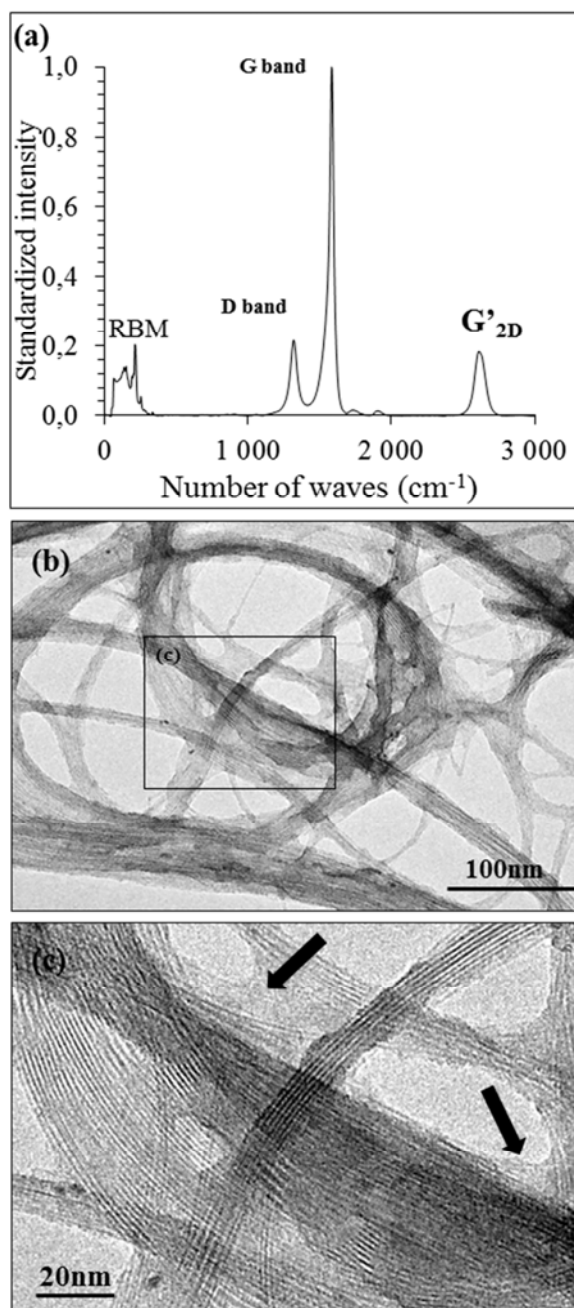 (a)
G band
1,0
0,8
0,6
0,4
0,2
0,0
Standardized intensity
RBM
D band
G’2D
0
1 000
2 000
3 000
Number of waves (cm-1)
(b)
(c)
100nm
(c)
20nm